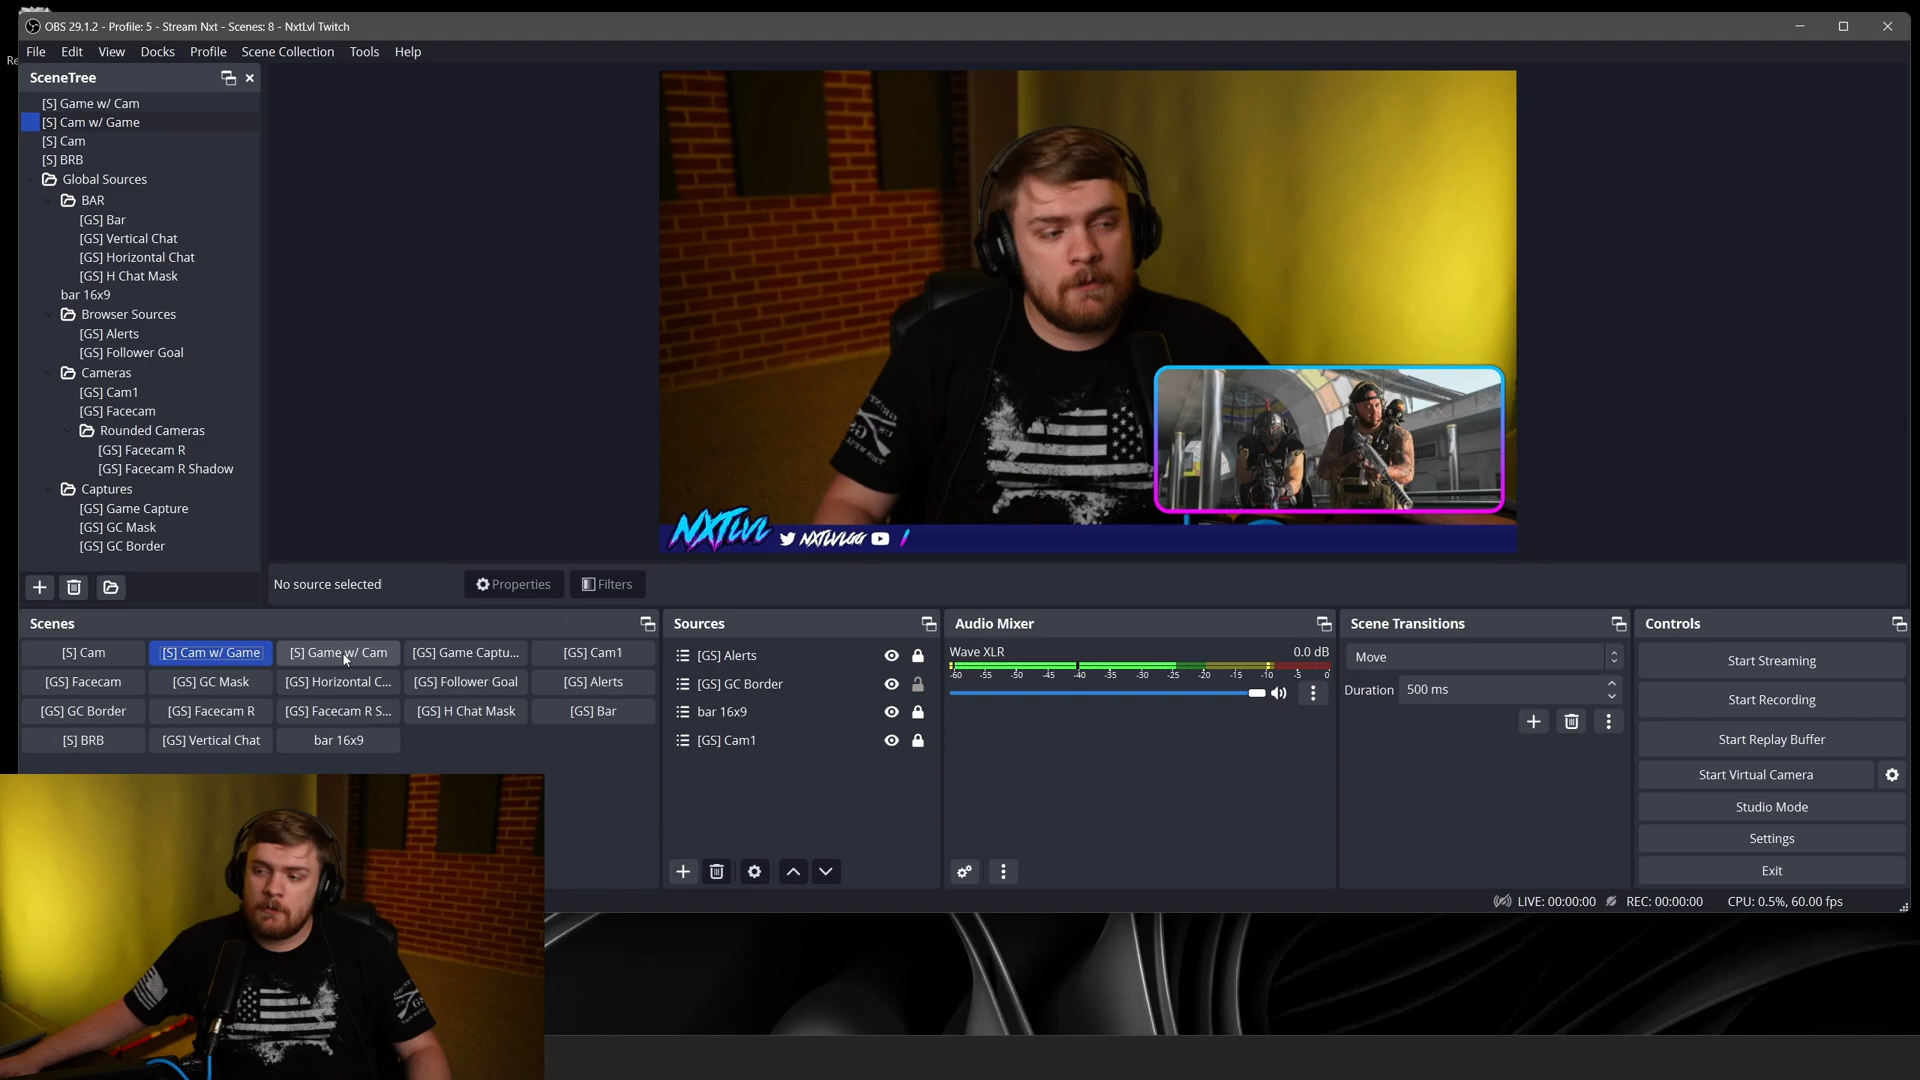 OBS 29.1.2 - Profile: 5 - Stream Nxt - Scenes: 8 - NxtLvl Twitch
File Edit View Docks Profile Scene Collection Tools Help
Re
SceneTree
[S] Game w/ Cam
[S] Cam w/ Game
[S] Cam
[S] BRB
Global Sources
BAR
[GS] Bar
[GS] Vertical Chat
[GS] Horizontal Chat
[GS] H Chat Mask
bar 16x9
Browser Sources
[GS] Alerts
[GS] Follower Goal
Cameras
[GS] Cam1
[GS] Facecam
Rounded Cameras
[GS] Facecam R
[GS] Facecam R Shadow
Captures
[GS] Game Capture
[GS] GC Mask
[GS] GC Border
NXTLVL NXTLVLGG
No source selected Properties Filters
Scenes
[S] Cam [S] Cam w/ Game [S] Game w/ Cam [GS] Game Captu... [GS] Cam1
[GS] Facecam [GS] GC Mask [GS] Horizontal C... [GS] Follower Goal [GS] Alerts
[GS] GC Border [GS] Facecam R [GS] Facecam R S... [GS] H Chat Mask [GS] Bar
[S] BRB [GS] Vertical Chat bar 16x9
Sources
[GS] Alerts
[GS] GC Border
bar 16x9
[GS] Cam1
Audio Mixer
Wave XLR 0.0 dB
-60 -55 -50 -45 -40 -35 -30 -25 -20 -15 -10 -5 0
Scene Transitions
Move
Duration 500 ms
Controls
Start Streaming
Start Recording
Start Replay Buffer
Start Virtual Camera
Studio Mode
Settings
Exit
LIVE: 00:00:00 REC: 00:00:00 CPU: 0.5%, 60.00 fps